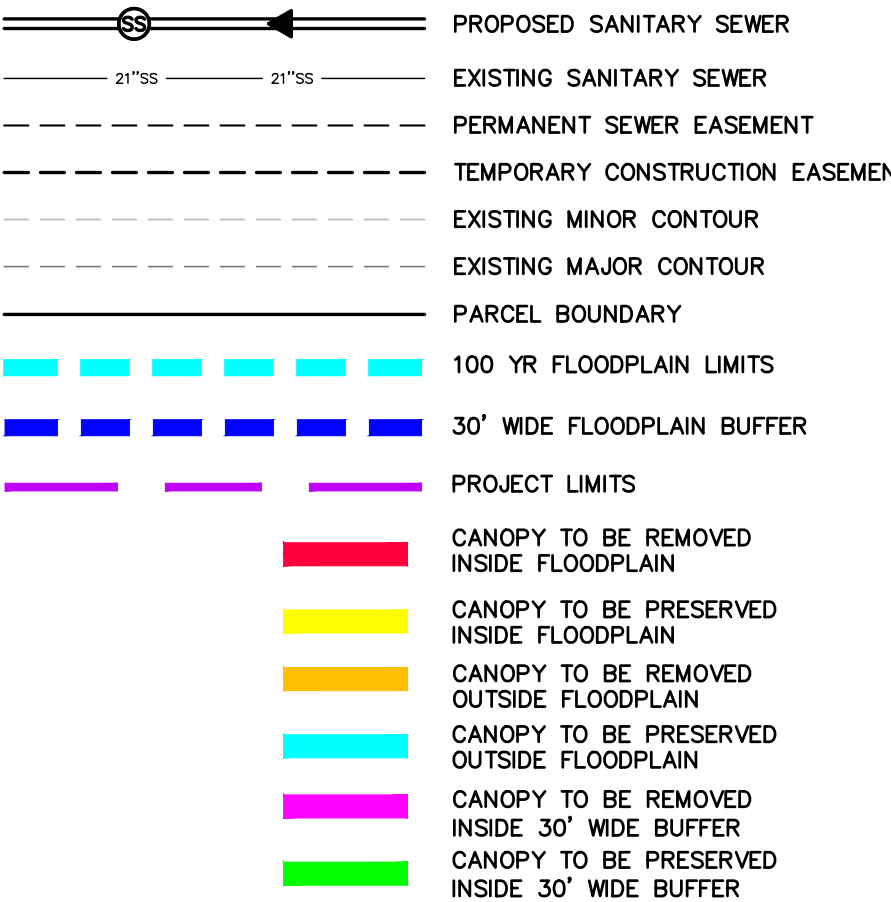 SS PROPOSED SANITARY SEWER
21"SS 21"SS EXISTING SANITARY SEWER
PERMANENT SEWER EASEMENT
TEMPORARY CONSTRUCTION EASEMEN
EXISTING MINOR CONTOUR
EXISTING MAJOR CONTOUR
PARCEL BOUNDARY
100 YR FLOODPLAIN LIMITS
30' WIDE FLOODPLAIN BUFFER
PROJECT LIMITS
CANOPY TO BE REMOVED
INSIDE FLOODPLAIN
CANOPY TO BE PRESERVED
INSIDE FLOODPLAIN
CANOPY TO BE REMOVED
OUTSIDE FLOODPLAIN
CANOPY TO BE PRESERVED
OUTSIDE FLOODPLAIN
CANOPY TO BE REMOVED
INSIDE 30' WIDE BUFFER
CANOPY TO BE PRESERVED
INSIDE 30' WIDE BUFFER